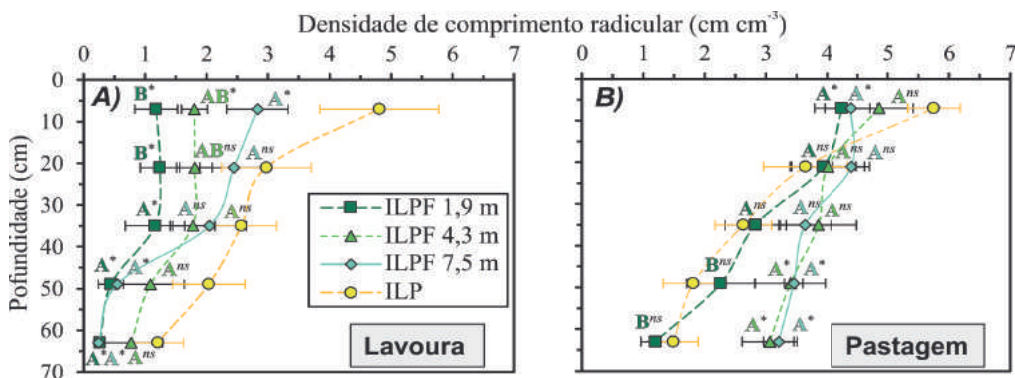 Densidade de comprimento radicular (cm cm⁻³)
0 1 2 3 4 5 6 7
0 1 2 3 4 5 6 7
Pofundidade (cm)
0
10
20
30
40
50
60
70
A)
B* AB* A*
B* ABns Ans
A* Ans Ans
A* A* Ans
A* A* Ans
ILPF 1,9 m
ILPF 4,3 m
ILPF 7,5 m
ILP
Lavoura
B)
A* A* Ans
Ans Ans Ans
Ans Ans Ans
Bns A* A*
Bns A* A*
Pastagem